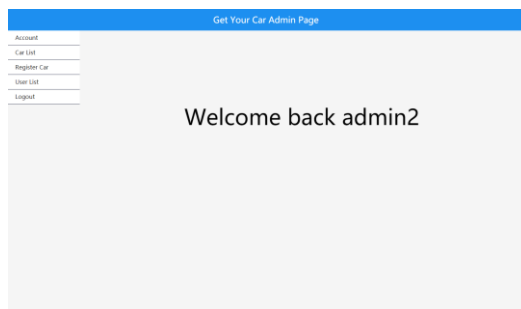 Get Your Car Admin Page
Account
Car List
Register Car
User List
Logout
Welcome back admin2